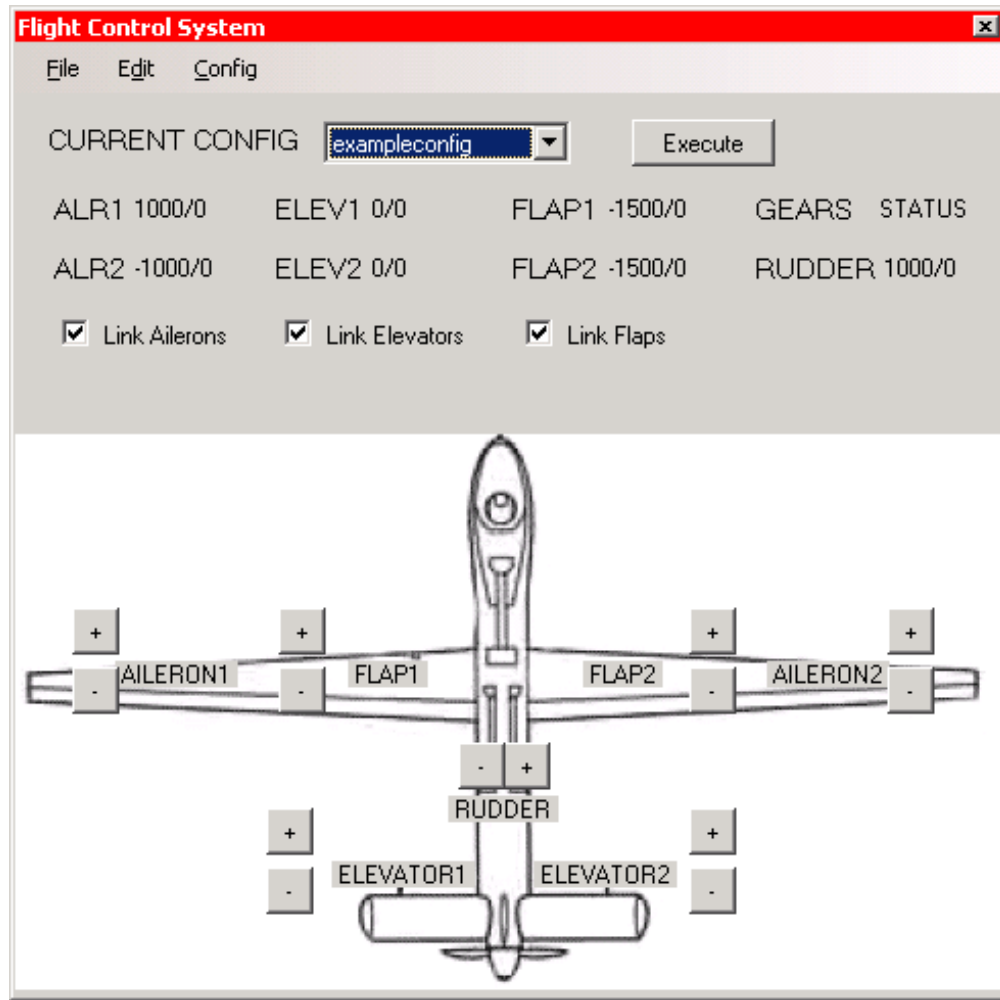 Flight Control System
File Edit Config
CURRENT CONFIG exampleconfig Execute
ALR1 1000/0 ELEV1 0/0 FLAP1 -1500/0 GEARS STATUS
ALR2 -1000/0 ELEV2 0/0 FLAP2 -1500/0 RUDDER 1000/0
Link Ailerons Link Elevators Link Flaps
+ + + +
AILERON1 FLAP1 FLAP2 AILERON2
- - - -
- +
RUDDER
+ +
ELEVATOR1 ELEVATOR2
- -